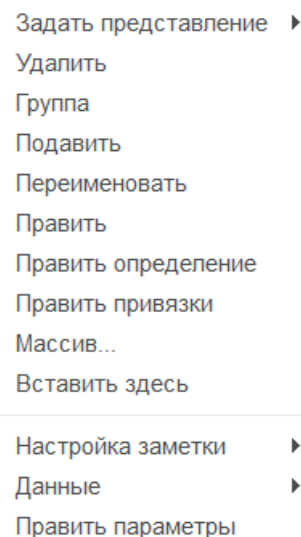 Задать представление
Удалить
Группа
Подавить
Переименовать
Править
Править определение
Править привязки
Массив...
Вставить здесь
Настройка заметки
Данные
Править параметры